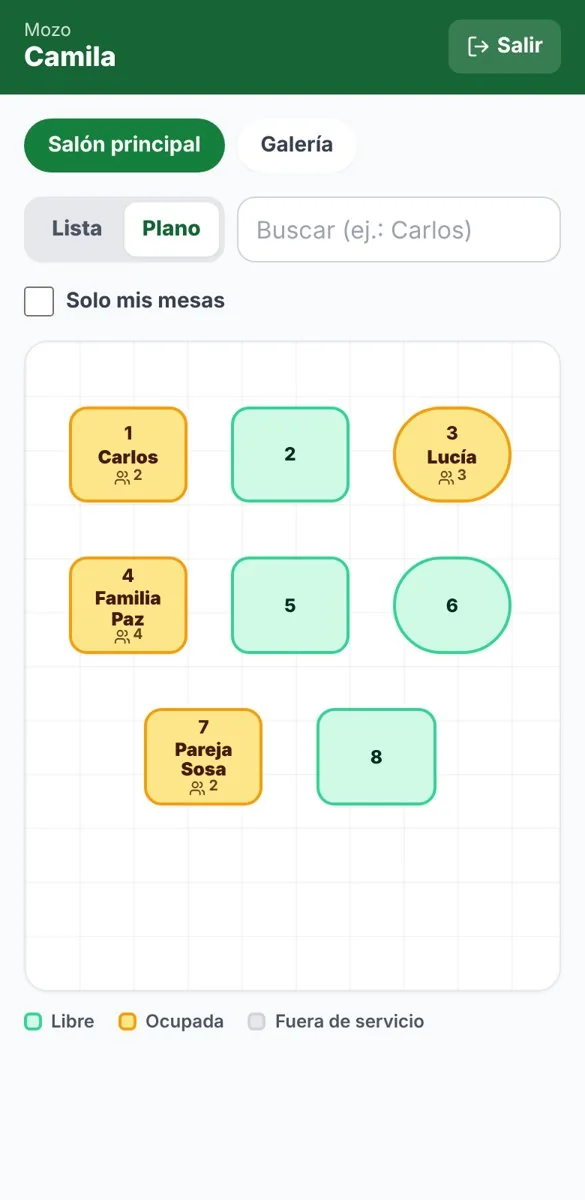 Mozo
Camila
Salir
Salón principal
Galería
Lista
Plano
Buscar (ej.: Carlos)
Solo mis mesas
1
Carlos
2
2
3
Lucía
3
4
Familia
Paz
4
5
6
7
Pareja
Sosa
2
8
Libre
Ocupada
Fuera de servicio